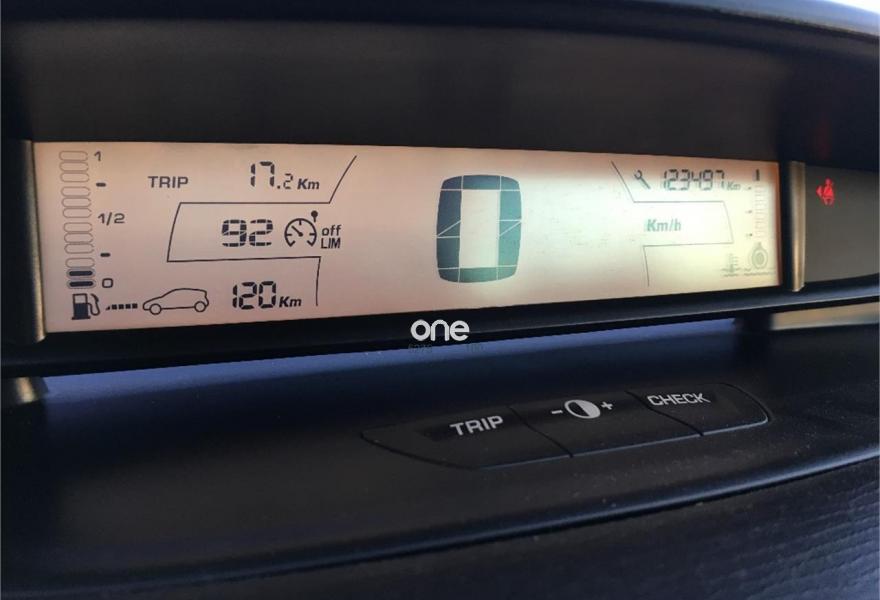 1
TRIP 17.2 Km
123487 Km
1/2
92 off
LIM
0
Km/h
0
120 Km
one
TRIP - + CHECK